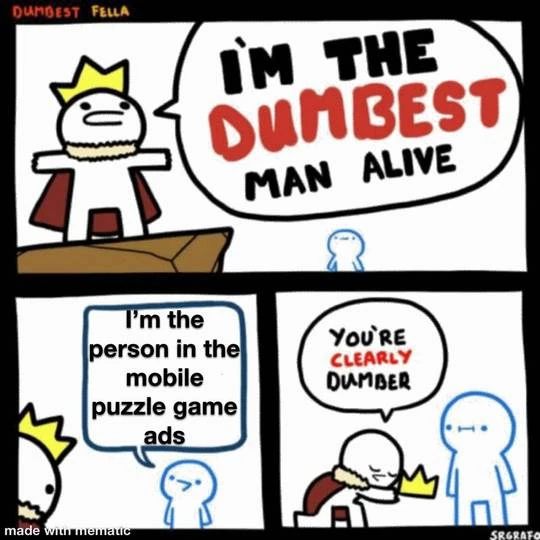 DUMBEST FELLA
I'M THE
DUMBEST
MAN ALIVE
I'm the
person in the
mobile
puzzle game
ads
YOU'RE
CLEARLY
DUMBER
made with mematic
SRGRAFO